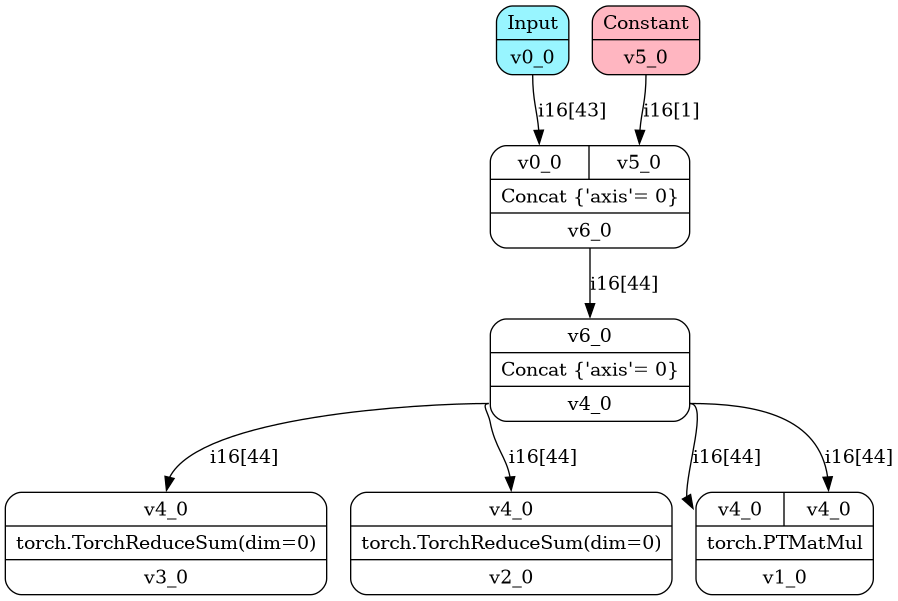 Input
v0_0
Constant
v5_0
i16[43]
i16[1]
v0_0
v5_0
Concat {'axis'= 0}
v6_0
i16[44]
v6_0
Concat {'axis'= 0}
v4_0
i16[44]
i16[44]
i16[44]
i16[44]
v4_0
torch.TorchReduceSum(dim=0)
v3_0
v4_0
torch.TorchReduceSum(dim=0)
v2_0
v4_0
v4_0
torch.PTMatMul
v1_0